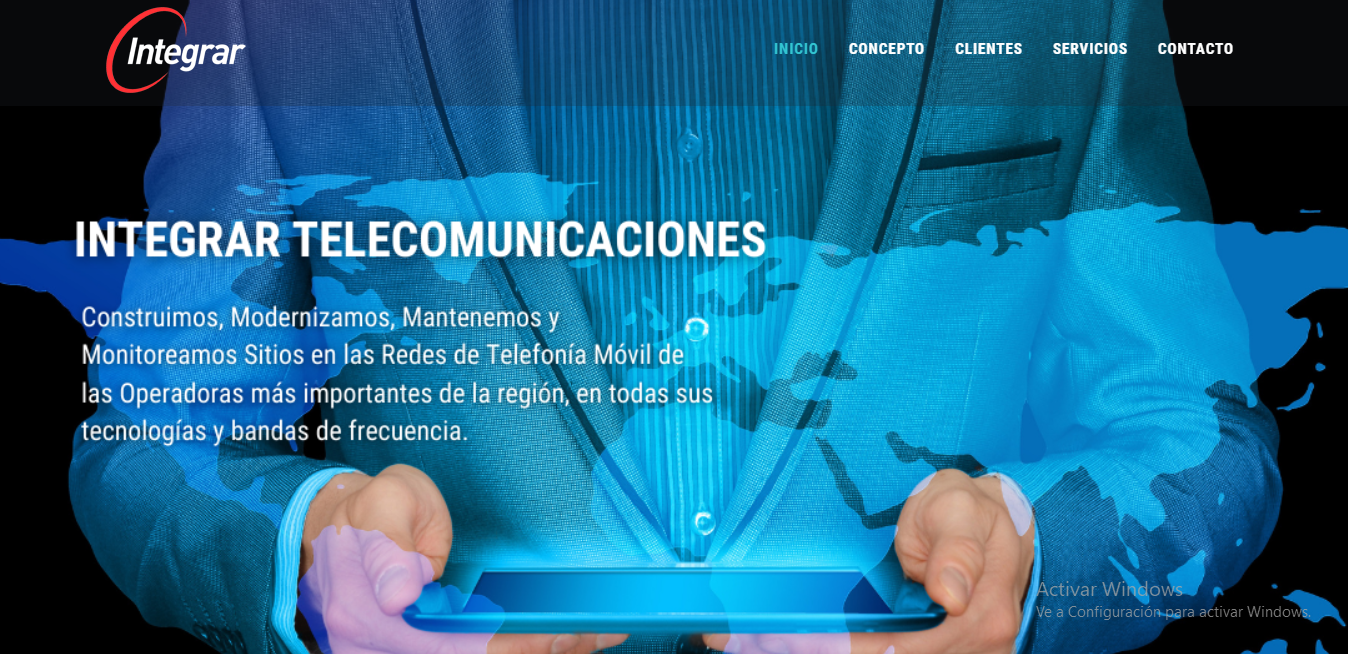 Integrar
INICIO CONCEPTO CLIENTES SERVICIOS CONTACTO
INTEGRAR TELECOMUNICACIONES
Construimos, Modernizamos, Mantenemos y
Monitoreamos Sitios en las Redes de Telefonía Móvil de
las Operadoras más importantes de la región, en todas sus
tecnologías y bandas de frecuencia.
Activar Windows
Ve a Configuración para activar Windows.